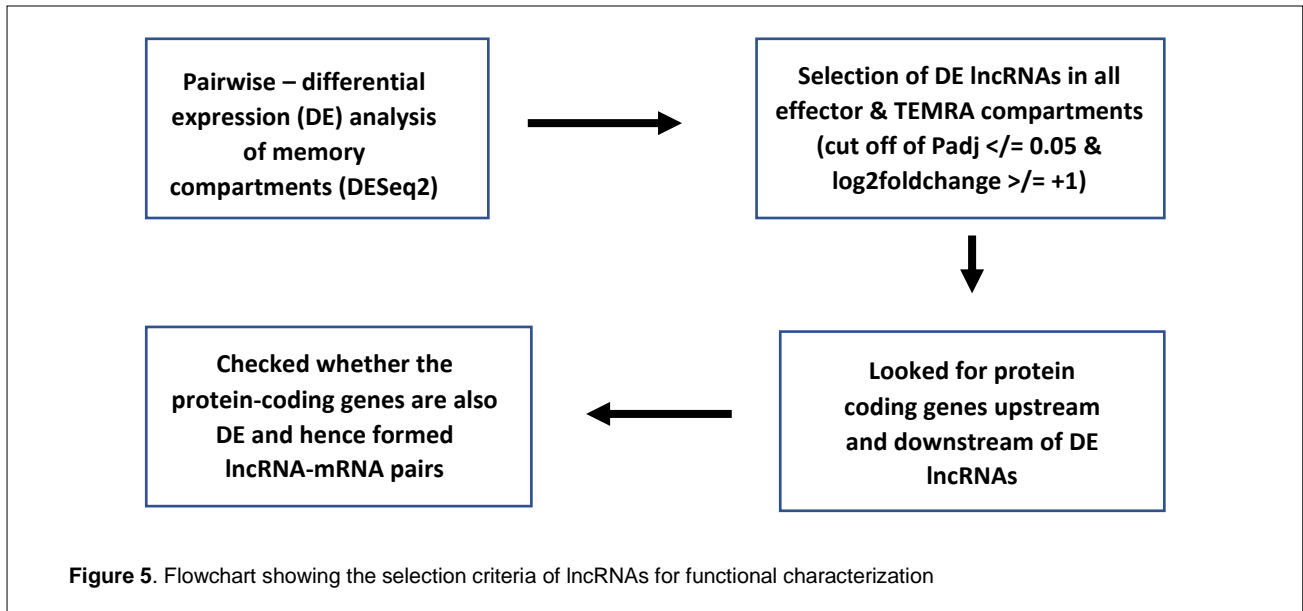 Pairwise – differential
expression (DE) analysis
of memory
compartments (DESeq2)
Selection of DE lncRNAs in all
effector & TEMRA compartments
(cut off of Padj </= 0.05 &
log2foldchange >/= +1)
Looked for protein
coding genes upstream
and downstream of DE
lncRNAs
Checked whether the
protein-coding genes are also
DE and hence formed
lncRNA-mRNA pairs
Figure 5. Flowchart showing the selection criteria of lncRNAs for functional characterization